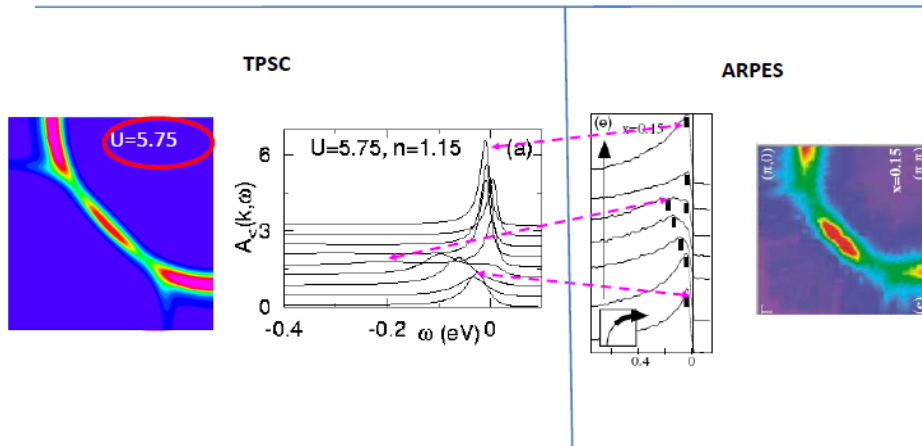 TPSC
ARPES
U=5.75
U=5.75, n=1.15 (a)
6
3
0
A<(k,ω)
-0.4
-0.2
0
ω (eV)
(e)
x=0.15
0.4
0
(π,0)
x=0.15
(π,π)
Γ